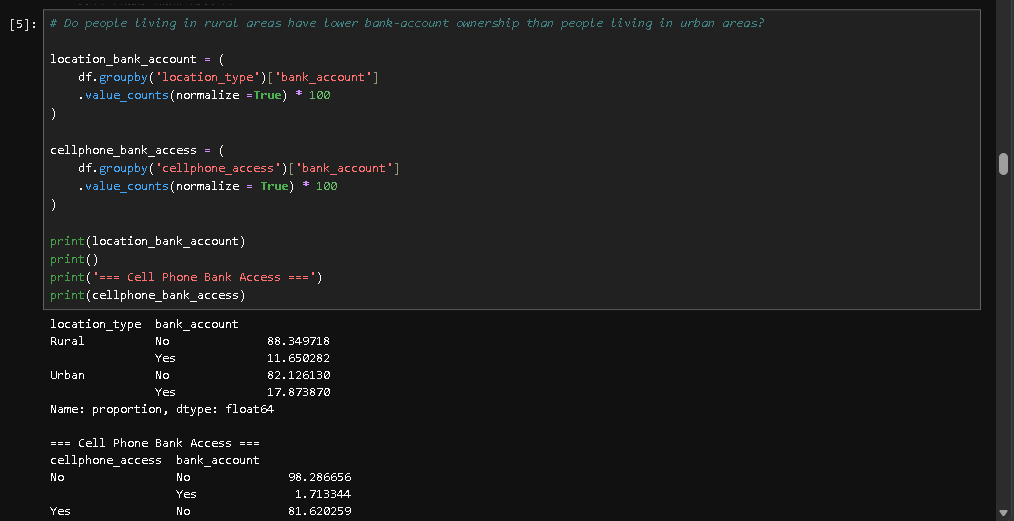 [5]:
# Do people living in rural areas have lower bank-account ownership than people living in urban areas?
location_bank_account = (
    df.groupby('location_type')['bank_account']
    .value_counts(normalize =True) * 100
)
cellphone_bank_access = (
    df.groupby('cellphone_access')['bank_account']
    .value_counts(normalize = True) * 100
)
print(location_bank_account)
print()
print('=== Cell Phone Bank Access ===')
print(cellphone_bank_access)
location_type  bank_account
Rural          No              88.349718
               Yes             11.650282
Urban          No              82.126130
               Yes             17.873870
Name: proportion, dtype: float64
=== Cell Phone Bank Access ===
cellphone_access  bank_account
No                No              98.286656
                  Yes              1.713344
Yes               No              81.620259